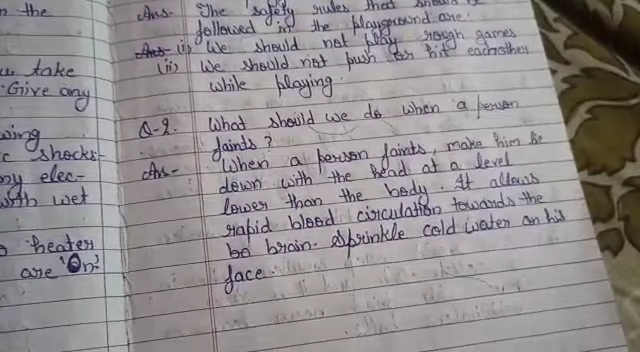 n the
take
Give any
wing
c shocks-
ny elec-
with wet
heater
are 'On'
Ans- The safety rules that should be
followed in the playground are:
Ans- (i) We should not play rough games
(ii) We should not push or hit eachother
while playing.
Q-2. What should we do when a person
faints?
Ans- When a person faints, make him lie
down with the head at a level
lower than the body. It allows
rapid blood circulation towards the
bo brain. Sprinkle cold water on his
face.